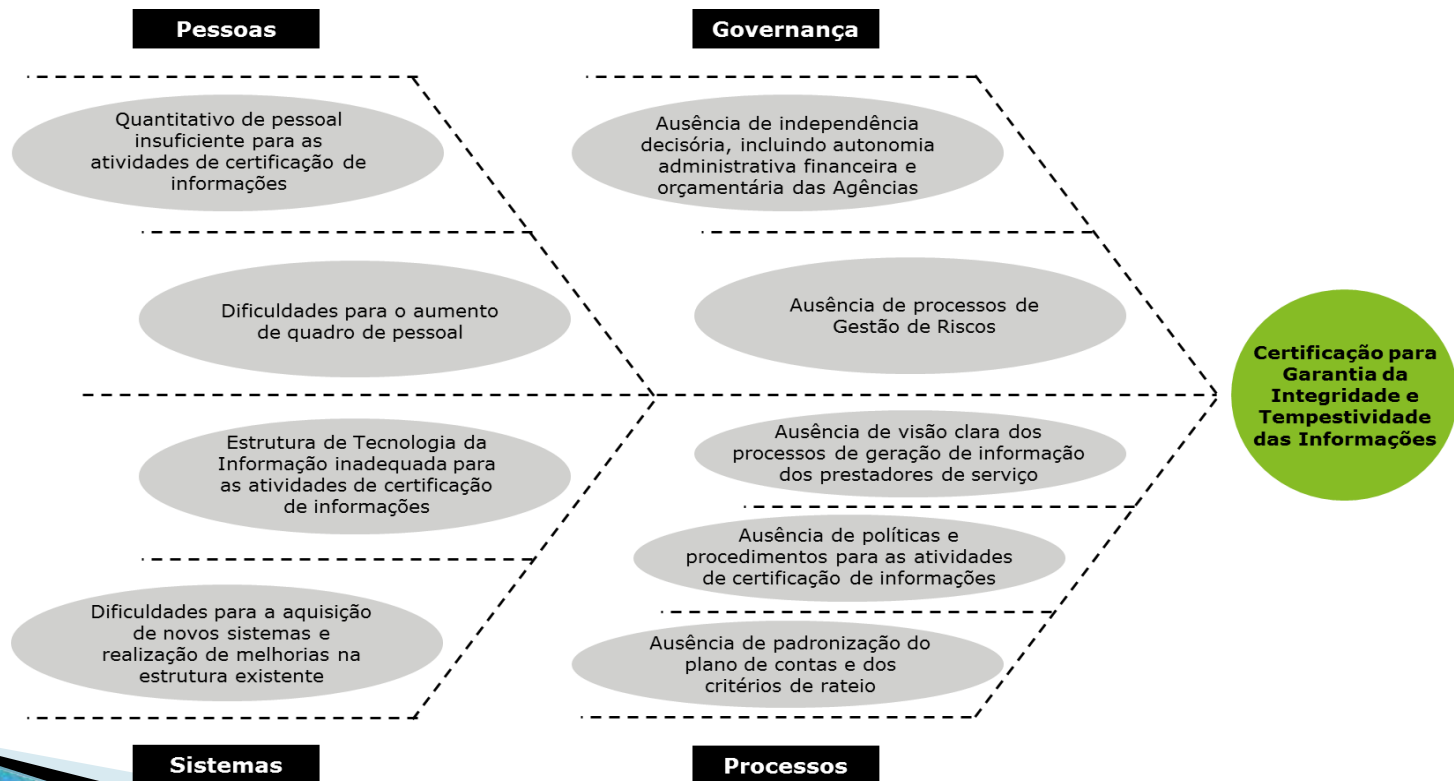 Pessoas
Quantitativo de pessoal
insuficiente para as
atividades de certificação de
informações
Dificuldades para o aumento
de quadro de pessoal
Governança
Ausência de independência
decisória, incluindo autonomia
administrativa financeira e
orçamentária das Agências
Ausência de processos de
Gestão de Riscos
Estrutura de Tecnologia da
Informação inadequada para
as atividades de certificação
de informações
Dificuldades para a aquisição
de novos sistemas e
realização de melhorias na
estrutura existente
Sistemas
Ausência de visão clara dos
processos de geração de informação
dos prestadores de serviço
Ausência de políticas e
procedimentos para as atividades
de certificação de informações
Ausência de padronização do
plano de contas e dos
critérios de rateio
Processos
Certificação para
Garantia da
Integridade e
Tempestividade
das Informações